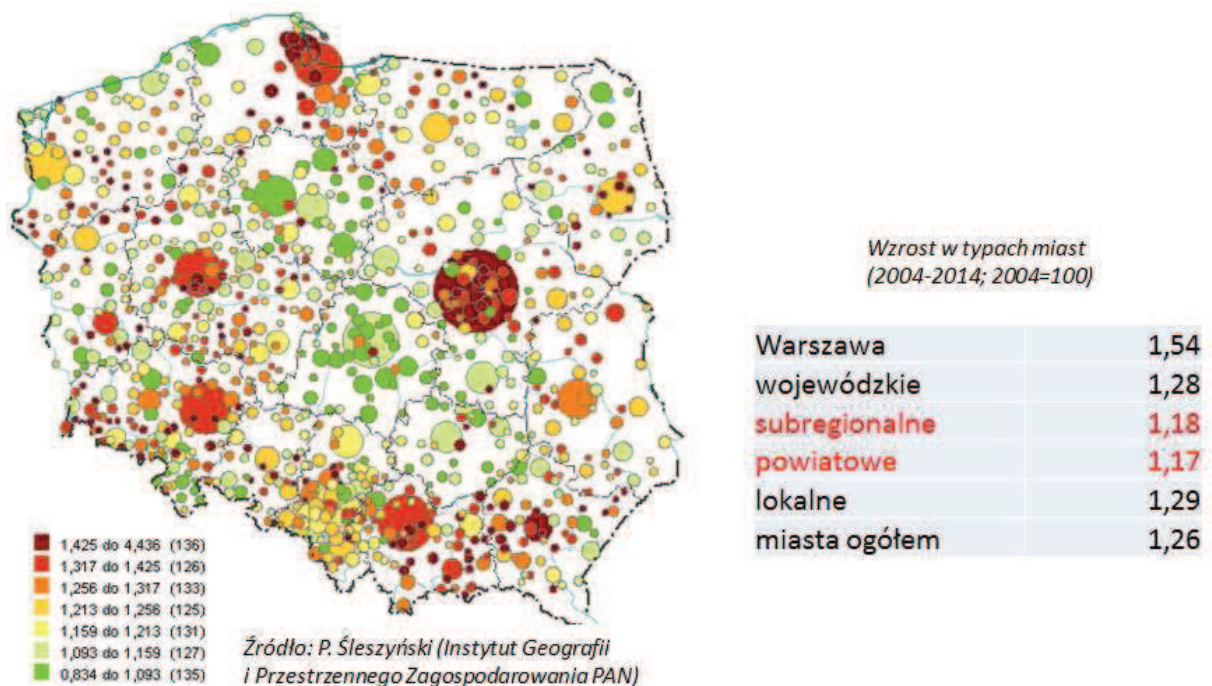 Wzrost w typach miast
(2004-2014; 2004=100)
Warszawa 1,54
wojewódzkie 1,28
subregionalne 1,18
powiatowe 1,17
lokalne 1,29
miasta ogółem 1,26
1,425 do 4,436 (136)
1,317 do 1,425 (126)
1,256 do 1,317 (133)
1,213 do 1,256 (125)
1,159 do 1,213 (131)
1,093 do 1,159 (127)
0,834 do 1,093 (135)
Źródło: P. Śleszyński (Instytut Geografii
i Przestrzennego Zagospodarowania PAN)